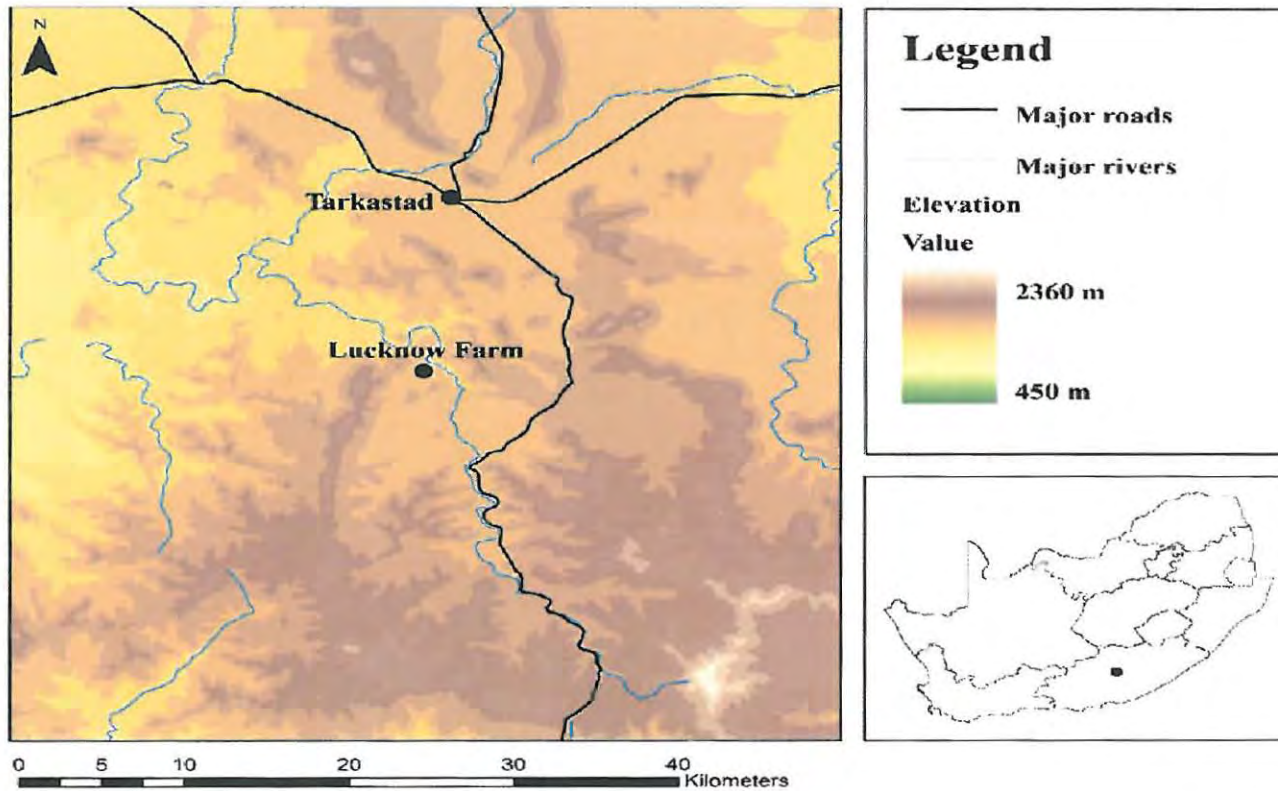 N
Tarkastad
Lucknow Farm
0 5 10 20 30 40
Kilometers
Legend
Major roads
Major rivers
Elevation
Value
2360 m
450 m